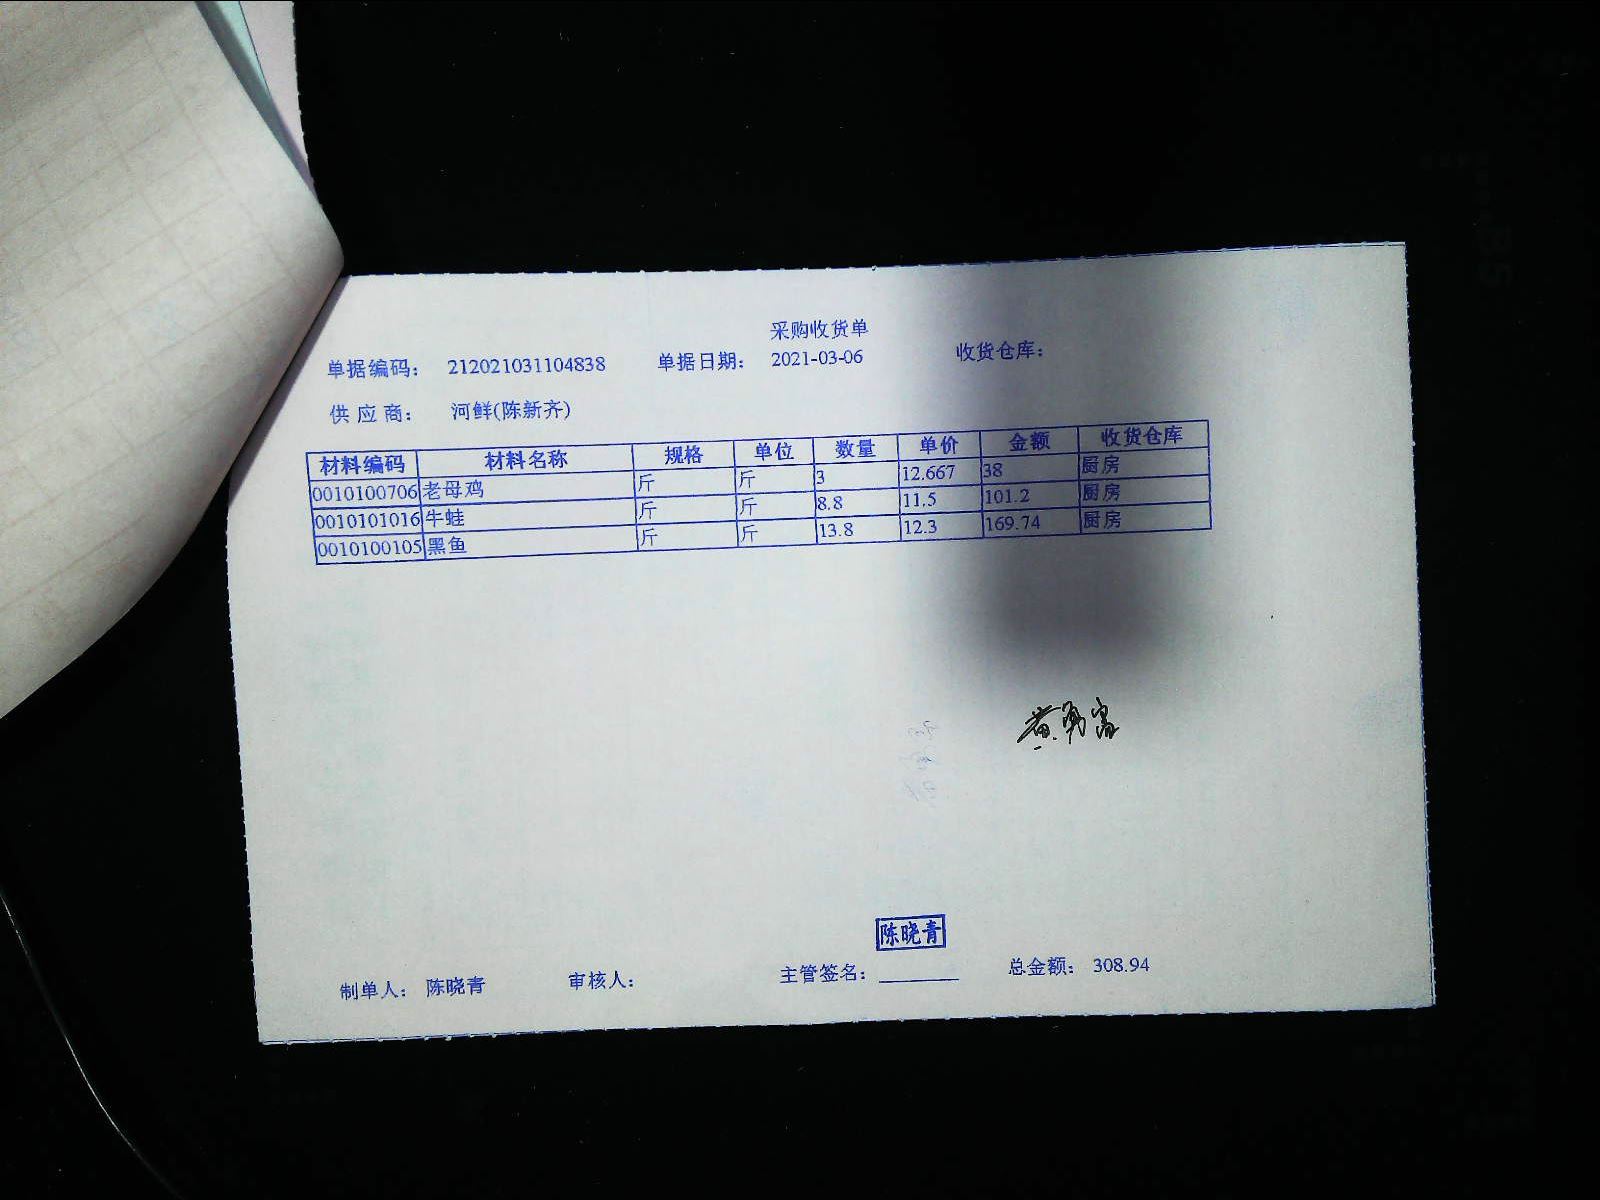 采购收货单
单据编码： 212021031104838 单据日期： 2021-03-06 收货仓库：
供应商： 河鲜(陈新齐)
材料编码 材料名称 规格 单位 数量 单价 金额 收货仓库
0010100706 老母鸡 斤 斤 3 12.667 38 厨房
0010101016 牛蛙 斤 斤 8.8 11.5 101.2 厨房
0010100105 黑鱼 斤 斤 13.8 12.3 169.74 厨房
黄勇富
陈晓青
制单人： 陈晓青 审核人： 主管签名：________ 总金额： 308.94